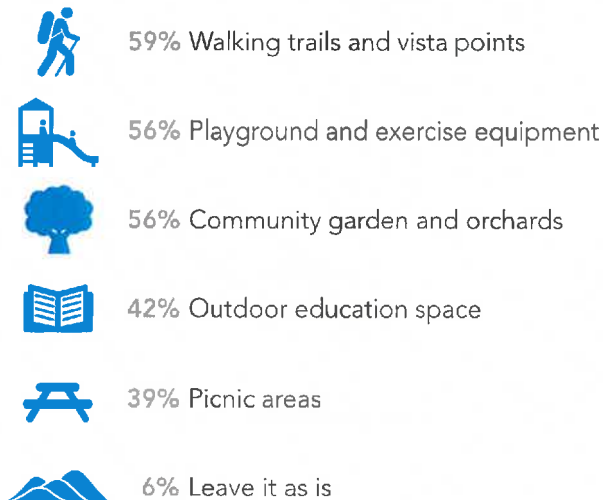 59% Walking trails and vista points
56% Playground and exercise equipment
56% Community garden and orchards
42% Outdoor education space
39% Picnic areas
6% Leave it as is